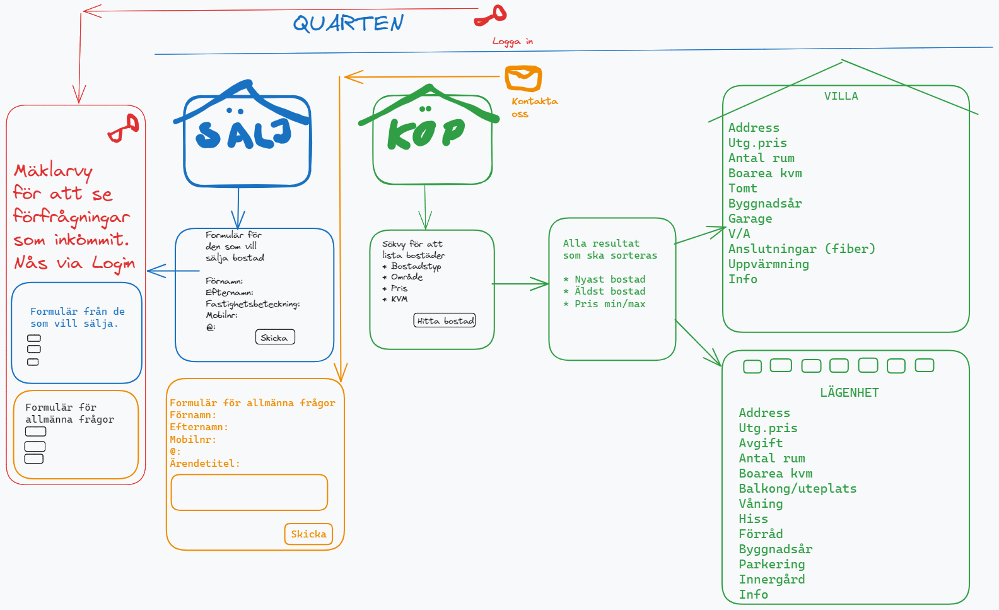 QUARTEN
Logga in
Kontakta
oss
SÄLJ
KÖP
Mäklarvy
för att se
förfrågningar
som inkommit.
Nås via Login
Formulär från de
som vill sälja.
Formulär för
allmänna frågor
Formulär för
den som vill
sälja bostad
Förnamn:
Efternamn:
Fastighetsbeteckning:
Mobilnr:
@:
Skicka
Formulär för allmänna frågor
Förnamn:
Efternamn:
Mobilnr:
@:
Ärendetitel:
Skicka
Sökvy för att
lista bostäder
* Bostadstyp
* Område
* Pris
* KVM
Hitta bostad
Alla resultat
som ska sorteras
* Nyast bostad
* Äldst bostad
* Pris min/max
VILLA
Address
Utg.pris
Antal rum
Boarea kvm
Tomt
Byggnadsår
Garage
V/A
Anslutningar (fiber)
Uppvärmning
Info
LÄGENHET
Address
Utg.pris
Avgift
Antal rum
Boarea kvm
Balkong/uteplats
Våning
Hiss
Förråd
Byggnadsår
Parkering
Innergård
Info